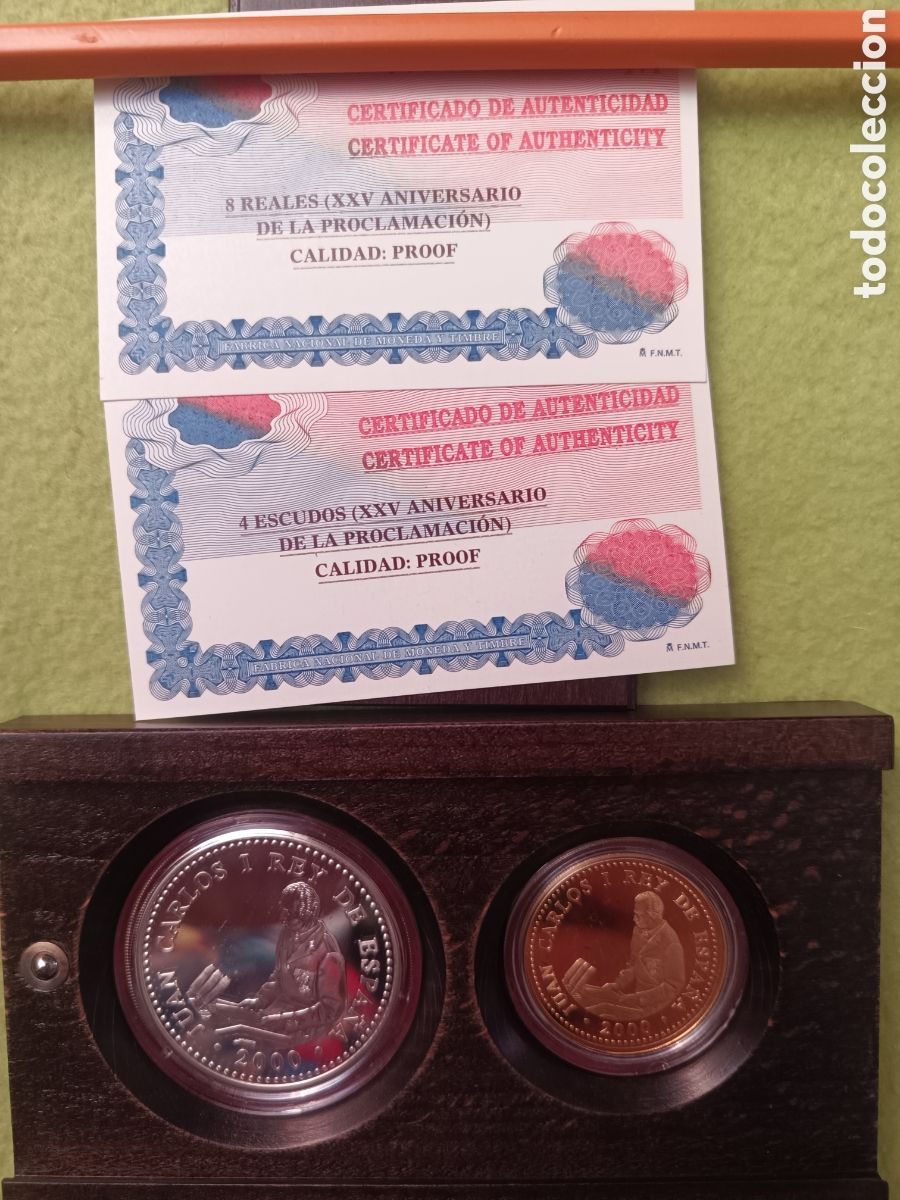 CERTIFICADO DE AUTENTICIDAD
CERTIFICATE OF AUTHENTICITY
8 REALES (XXV ANIVERSARIO
DE LA PROCLAMACIÓN)
CALIDAD: PROOF
FABRICA NACIONAL DE MONEDA Y TIMBRE
F.N.M.T.
CERTIFICADO DE AUTENTICIDAD
CERTIFICATE OF AUTHENTICITY
4 ESCUDOS (XXV ANIVERSARIO
DE LA PROCLAMACIÓN)
CALIDAD: PROOF
FABRICA NACIONAL DE MONEDA Y TIMBRE
F.N.M.T.
JUAN CARLOS I REY DE ESPAÑA
2000
JUAN CARLOS I REY DE ESPAÑA
2000
todocoleccion